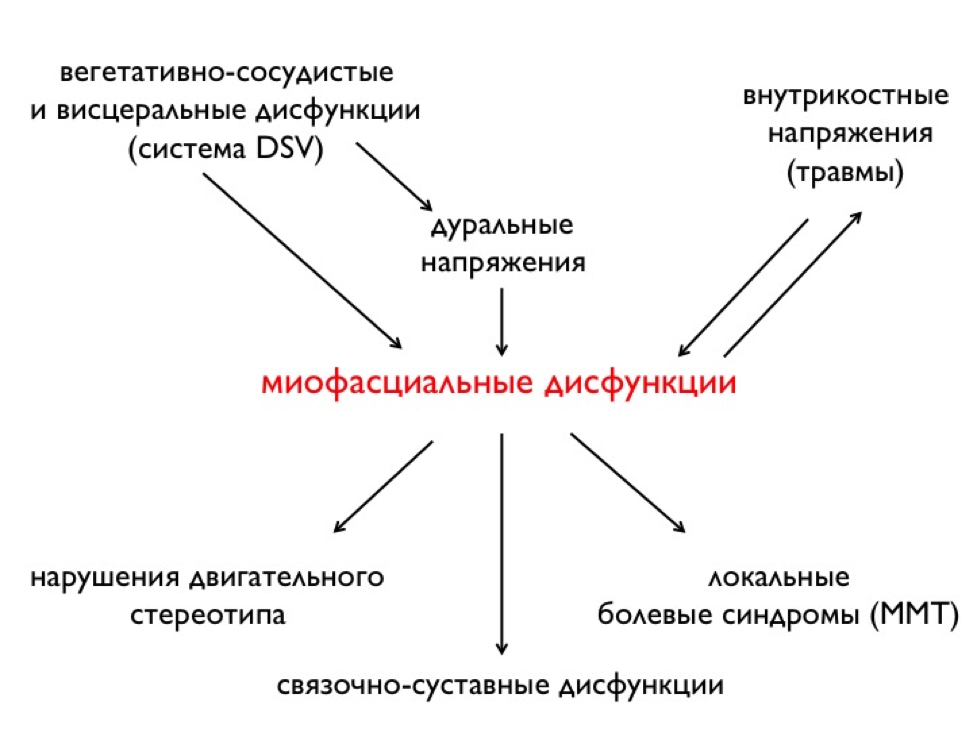 вегетативно-сосудистые
и висцеральные дисфункции
(система DSV)
внутрикостные
напряжения
(травмы)
дуральные
напряжения
миофасциальные дисфункции
нарушения двигательного
стереотипа
локальные
болевые синдромы (ММТ)
связочно-суставные дисфункции